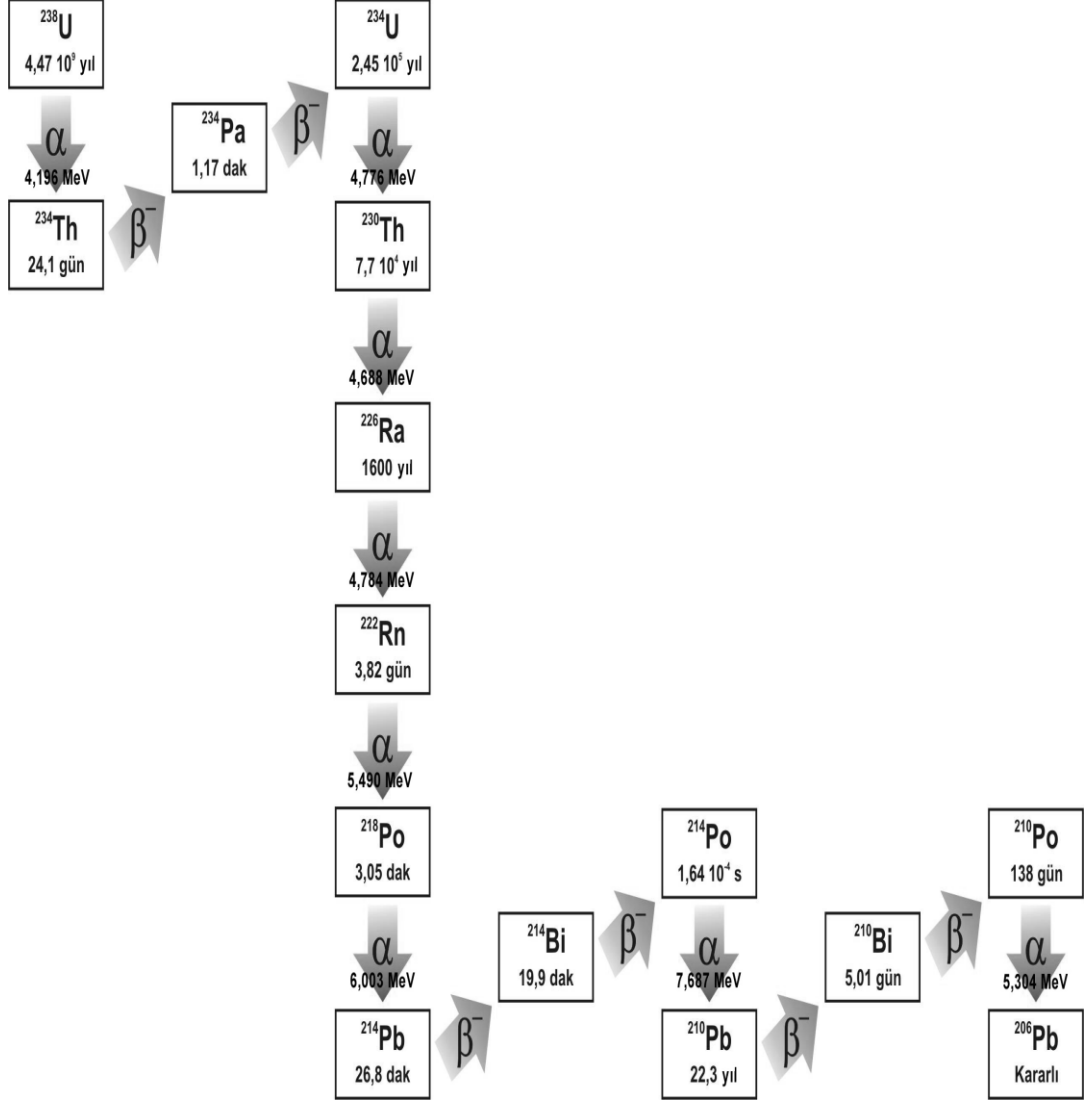 ²³⁸U
4,47 10⁹ yıl
α
4,196 MeV
²³⁴Th
24,1 gün
β⁻
²³⁴Pa
1,17 dak
β⁻
²³⁴U
2,45 10⁵ yıl
α
4,776 MeV
²³⁰Th
7,7 10⁴ yıl
α
4,688 MeV
²²⁶Ra
1600 yıl
α
4,784 MeV
²²²Rn
3,82 gün
α
5,490 MeV
²¹⁸Po
3,05 dak
α
6,003 MeV
²¹⁴Pb
26,8 dak
β⁻
²¹⁴Bi
19,9 dak
β⁻
²¹⁴Po
1,64 10⁻⁴ s
α
7,687 MeV
²¹⁰Pb
22,3 yıl
β⁻
²¹⁰Bi
5,01 gün
β⁻
²¹⁰Po
138 gün
α
5,304 MeV
²⁰⁶Pb
Kararlı